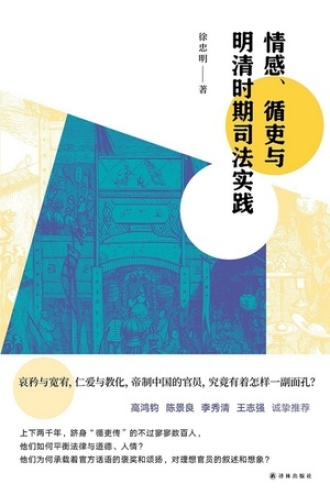 情感、循吏与
明清时期司法实践
徐忠明——著
哀矜与宽宥,仁爱与教化,帝制中国的官员,究竟有着怎样一副面孔?
高鸿钧 陈景良 李秀清 王志强 诚挚推荐
上下两千年,跻身“循吏传”的不过寥寥数百人,
他们如何平衡法律与道德、人情?
他们为何承载着官方话语的褒奖和颂扬,对理想官员的叙述和想象?
译林出版社